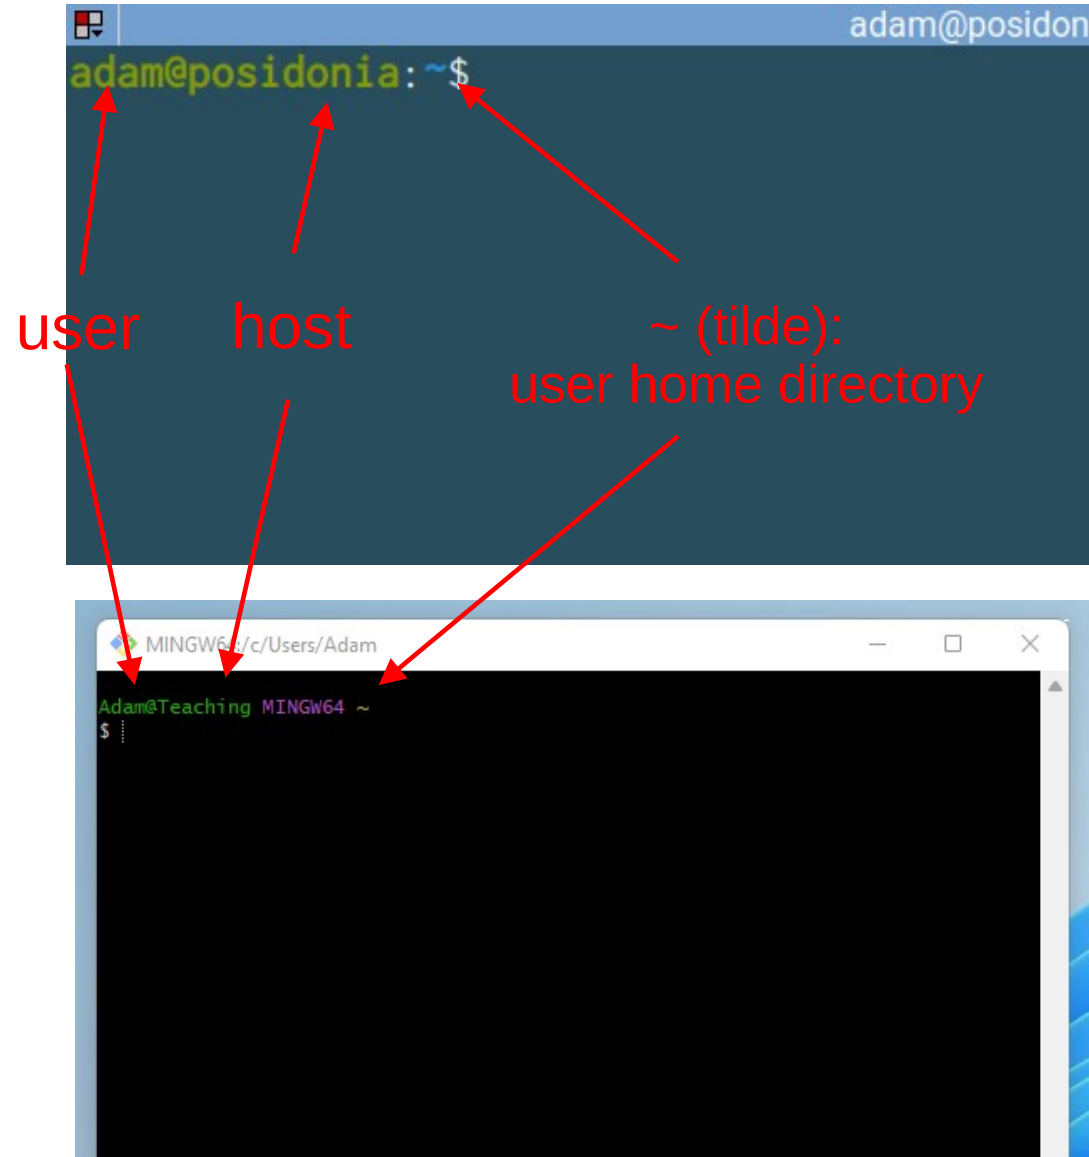 adam@posidon
adam@posidonia:~$
user
host
~ (tilde):
user home directory
MINGW64:/c/Users/Adam
Adam@Teaching MINGW64 ~
$